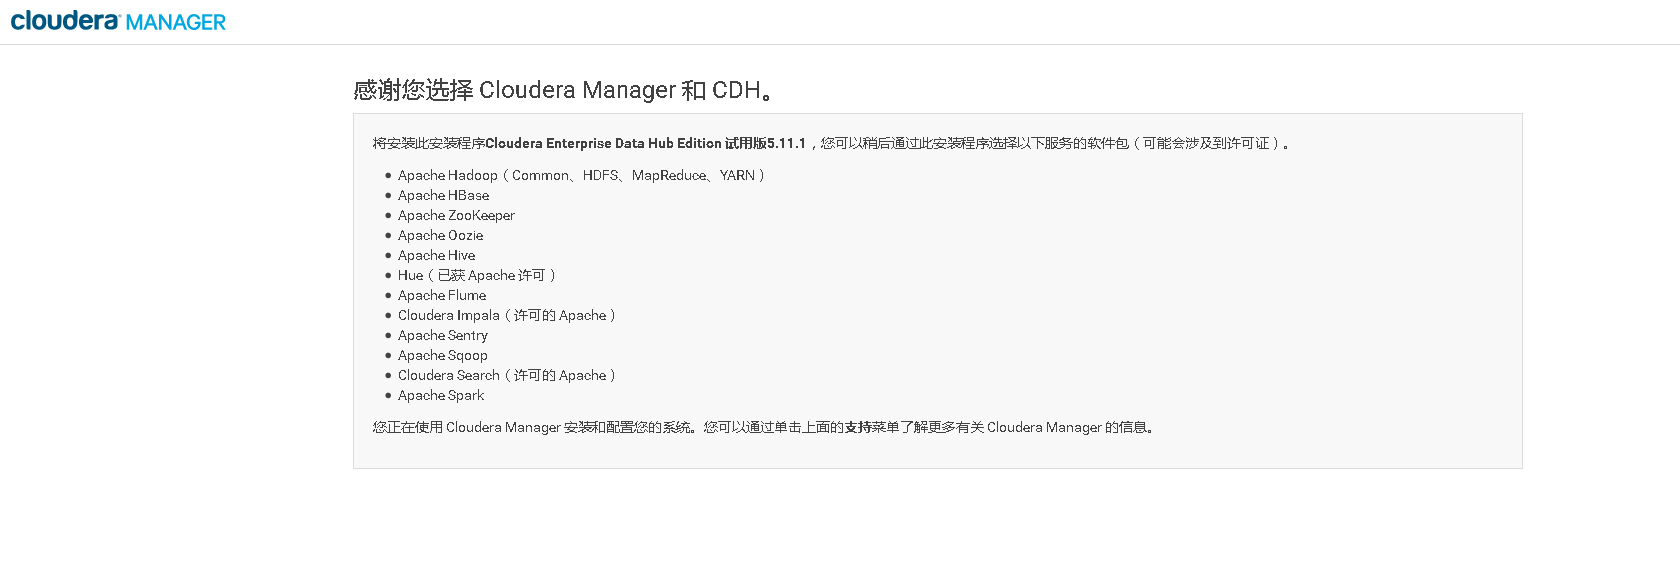 cloudera MANAGER
感谢您选择 Cloudera Manager 和 CDH。
将安装此安装程序Cloudera Enterprise Data Hub Edition 试用版5.11.1，您可以稍后通过此安装程序选择以下服务的软件包（可能会涉及到许可证）。
Apache Hadoop（Common、HDFS、MapReduce、YARN）
Apache HBase
Apache ZooKeeper
Apache Oozie
Apache Hive
Hue（已获 Apache 许可）
Apache Flume
Cloudera Impala（许可的 Apache）
Apache Sentry
Apache Sqoop
Cloudera Search（许可的 Apache）
Apache Spark
您正在使用 Cloudera Manager 安装和配置您的系统。您可以通过单击上面的支持菜单了解更多有关 Cloudera Manager 的信息。